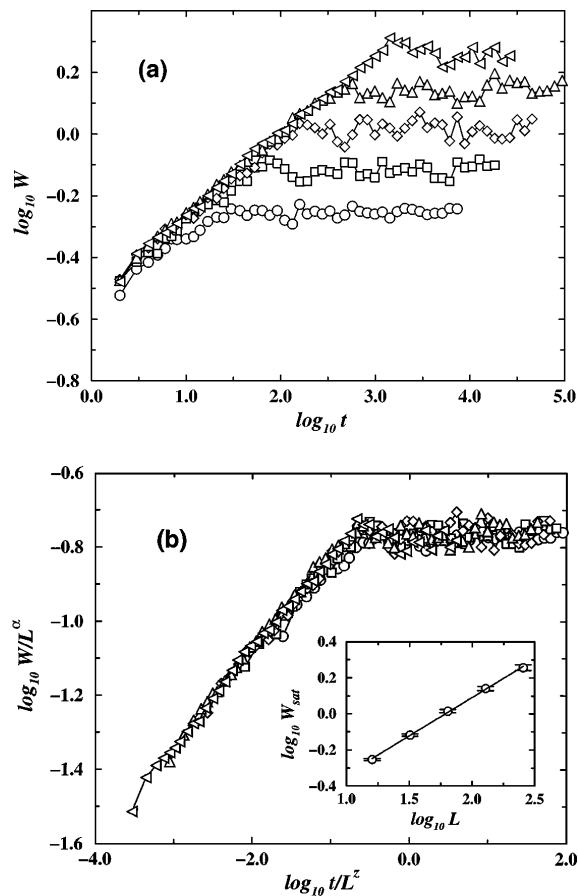 (a)
0.2
0.0
−0.2
−0.4
−0.6
−0.8
log₁₀ W
0.0 1.0 2.0 3.0 4.0 5.0
log₁₀ t
(b)
−0.6
−0.8
−1.0
−1.2
−1.4
−1.6
log₁₀ W/L^α
0.4
0.2
0.0
−0.2
−0.4
log₁₀ W_sat
1.0 1.5 2.0 2.5
log₁₀ L
−4.0 −2.0 0.0 2.0
log₁₀ t/L^z